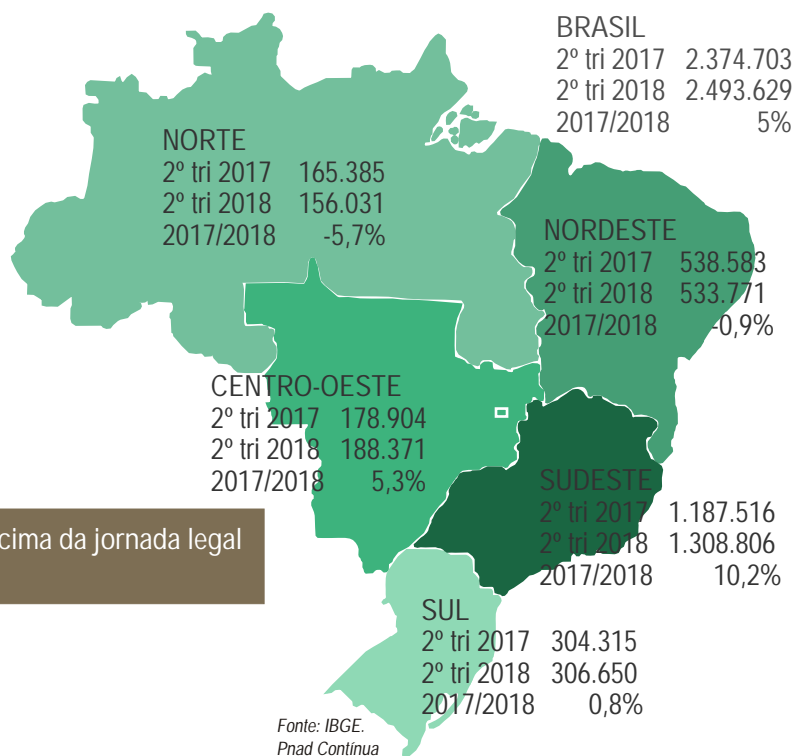 BRASIL
2º tri 2017 2.374.703
2º tri 2018 2.493.629
2017/2018 5%
NORTE
2º tri 2017 165.385
2º tri 2018 156.031
2017/2018 -5,7%
NORDESTE
2º tri 2017 538.583
2º tri 2018 533.771
2017/2018 -0,9%
CENTRO-OESTE
2º tri 2017 178.904
2º tri 2018 188.371
2017/2018 5,3%
SUDESTE
2º tri 2017 1.187.516
2º tri 2018 1.308.806
2017/2018 10,2%
cima da jornada legal
SUL
2º tri 2017 304.315
2º tri 2018 306.650
2017/2018 0,8%
Fonte: IBGE.
Pnad Contínua